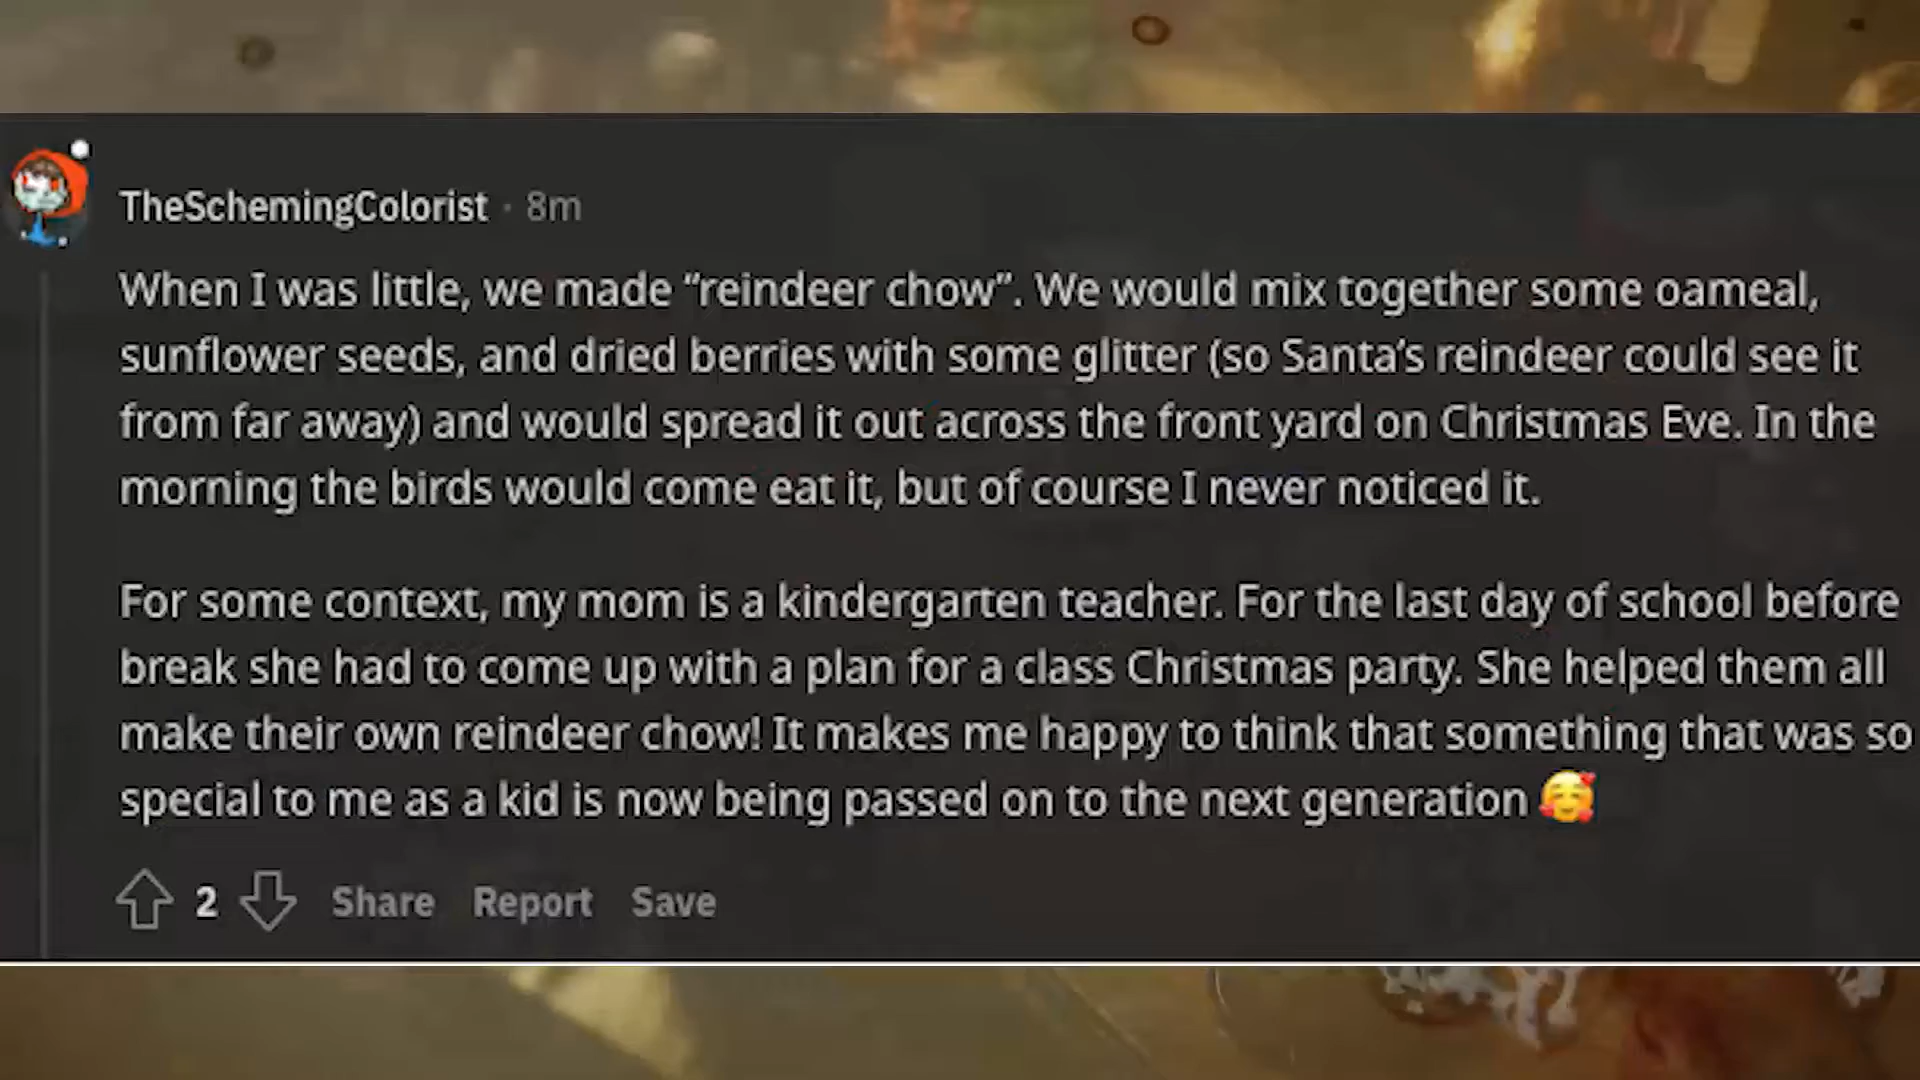 TheSchemingColorist · 8m
When I was little, we made “reindeer chow”. We would mix together some oameal,
sunflower seeds, and dried berries with some glitter (so Santa’s reindeer could see it
from far away) and would spread it out across the front yard on Christmas Eve. In the
morning the birds would come eat it, but of course I never noticed it.
For some context, my mom is a kindergarten teacher. For the last day of school before
break she had to come up with a plan for a class Christmas party. She helped them all
make their own reindeer chow! It makes me happy to think that something that was so
special to me as a kid is now being passed on to the next generation 🥰
2 Share Report Save